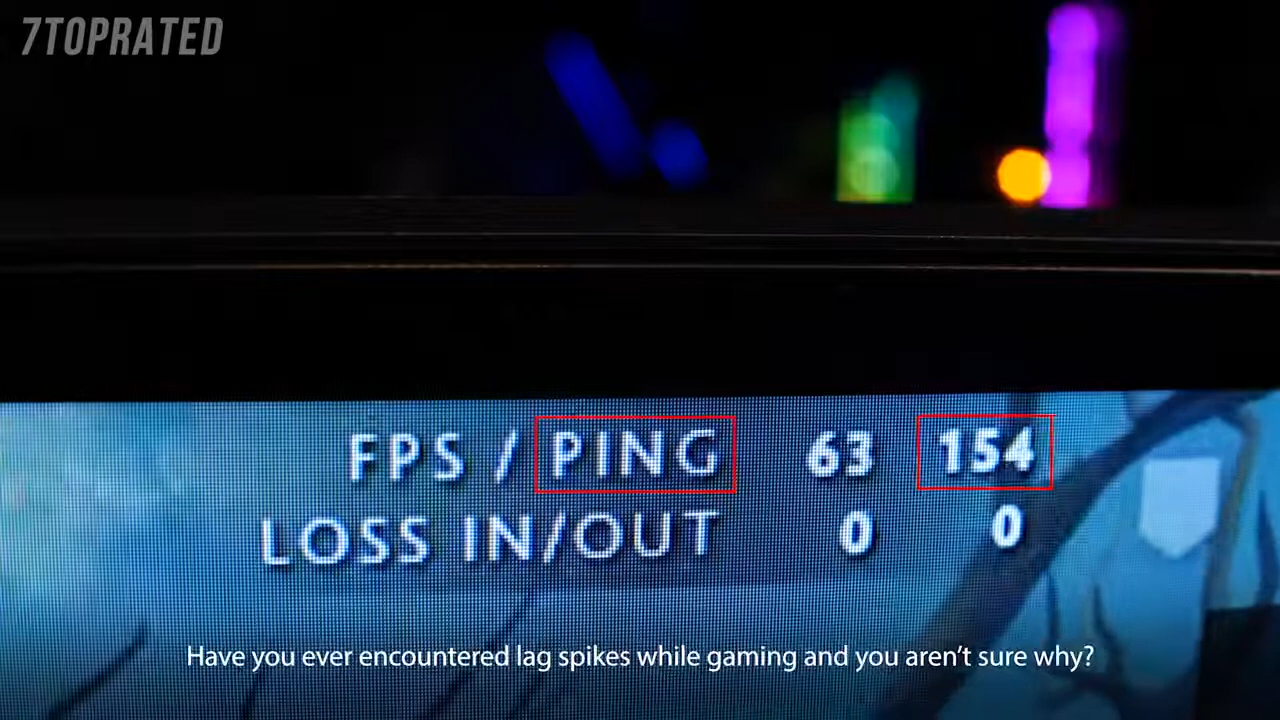 7TOPRATED
FPS / PING 63 154
LOSS IN/OUT 0 0
Have you ever encountered lag spikes while gaming and you aren't sure why?